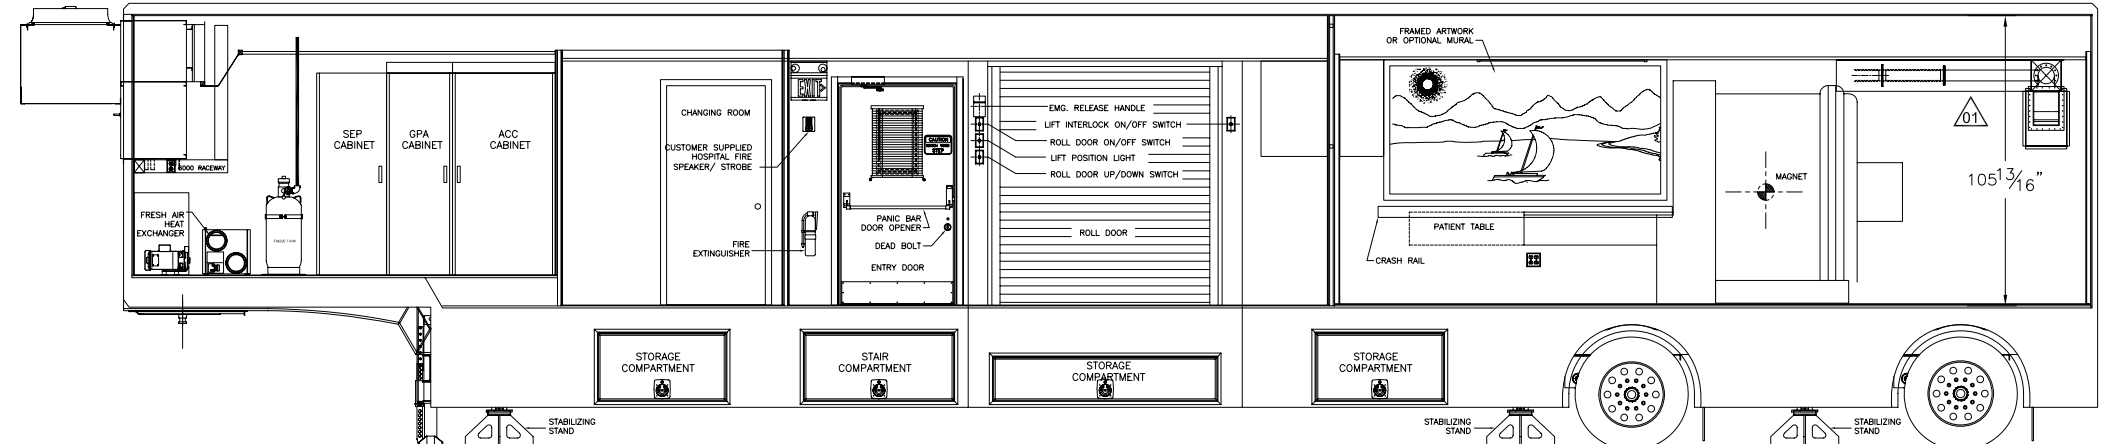 FRAMED ARTWORK
OR OPTIONAL MURAL
EXIT
SEP
CABINET
GPA
CABINET
ACC
CABINET
CHANGING ROOM
CUSTOMER SUPPLIED
HOSPITAL FIRE
SPEAKER/ STROBE
CAUTION
STEP
EMG. RELEASE HANDLE
LIFT INTERLOCK ON/OFF SWITCH
ROLL DOOR ON/OFF SWITCH
LIFT POSITION LIGHT
ROLL DOOR UP/DOWN SWITCH
01
105 13/16"
MAGNET
RACEWAY
FRESH AIR
HEAT
EXCHANGER
FIRE
EXTINGUISHER
PANIC BAR
DOOR OPENER
DEAD BOLT
ENTRY DOOR
ROLL DOOR
PATIENT TABLE
CRASH RAIL
STORAGE
COMPARTMENT
STAIR
COMPARTMENT
STORAGE
COMPARTMENT
STORAGE
COMPARTMENT
STABILIZING
STAND
STABILIZING
STAND
STABILIZING
STAND